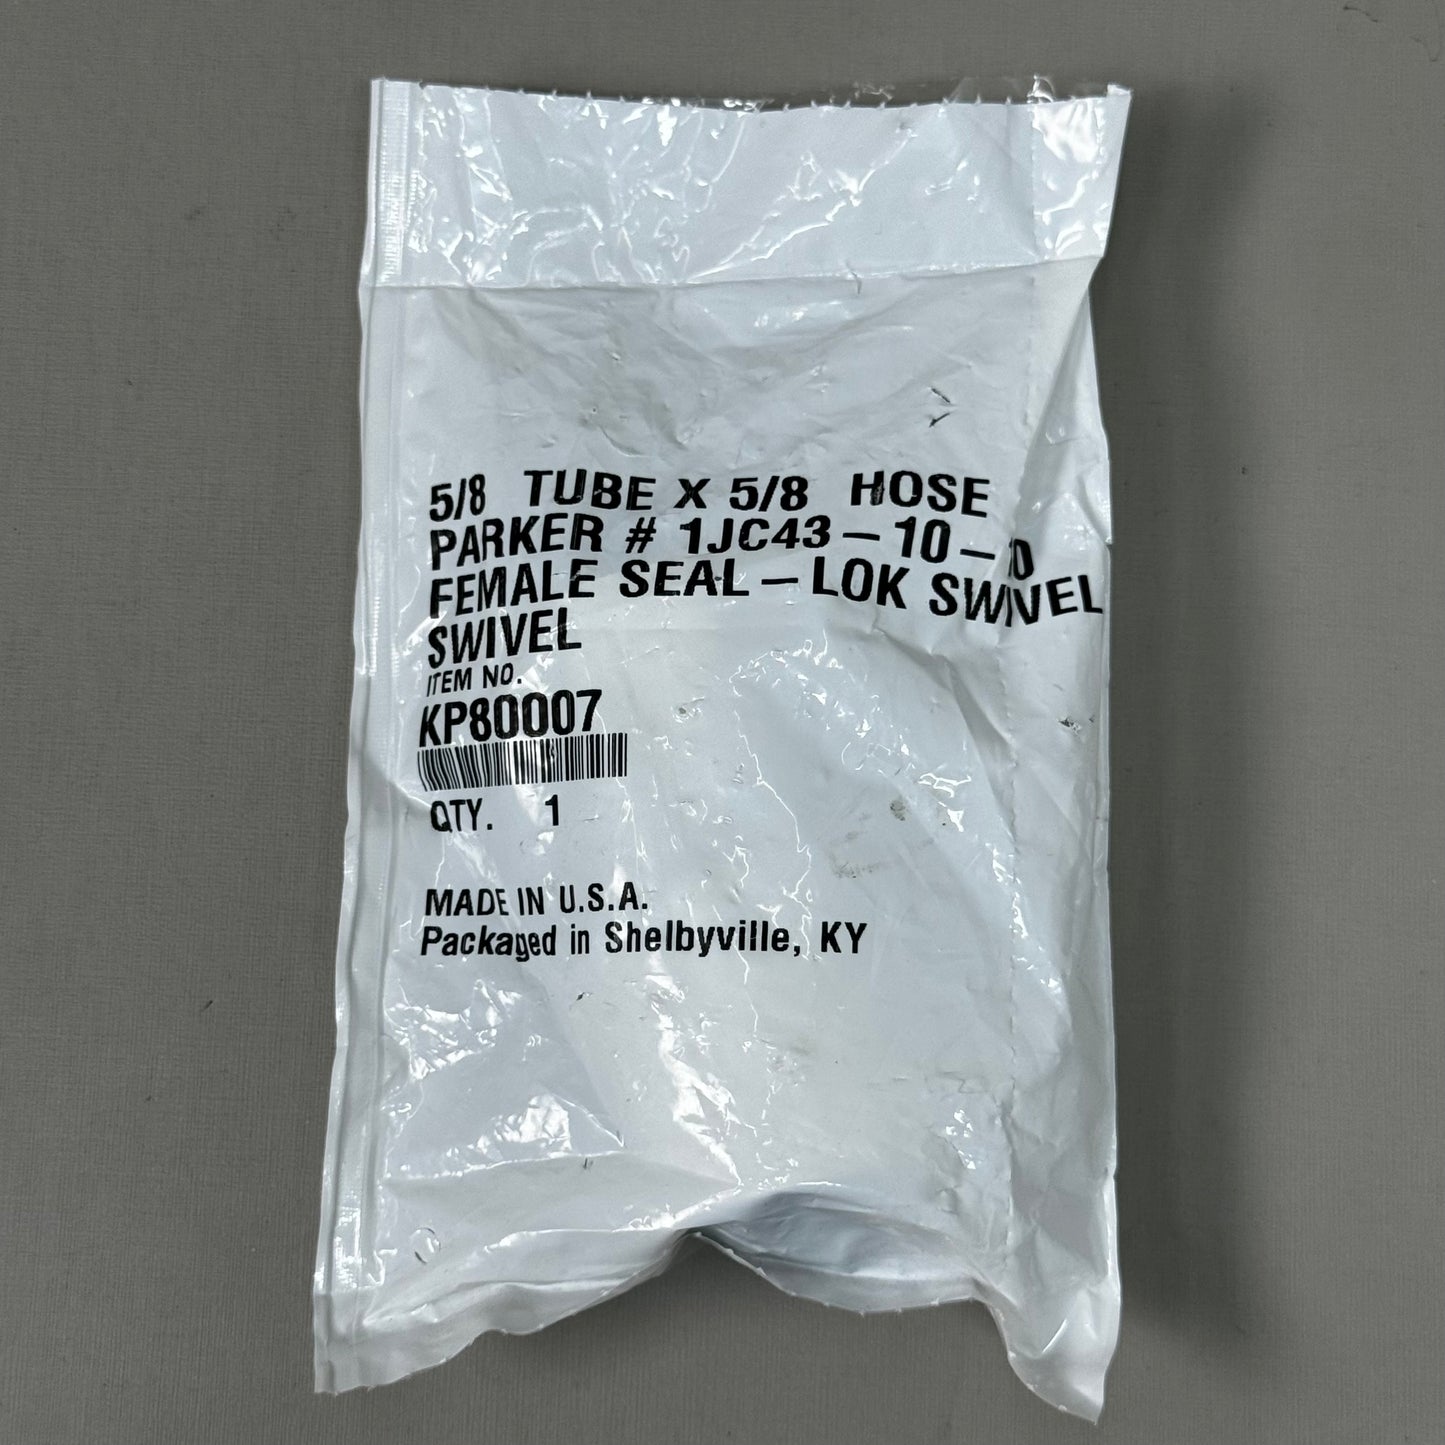 5/8 TUBE X 5/8 HOSE
PARKER # 1JC43-10-10
FEMALE SEAL-LOK SWIVEL
SWIVEL
ITEM NO.
KP80007
QTY. 1
MADE IN U.S.A.
Packaged in Shelbyville, KY